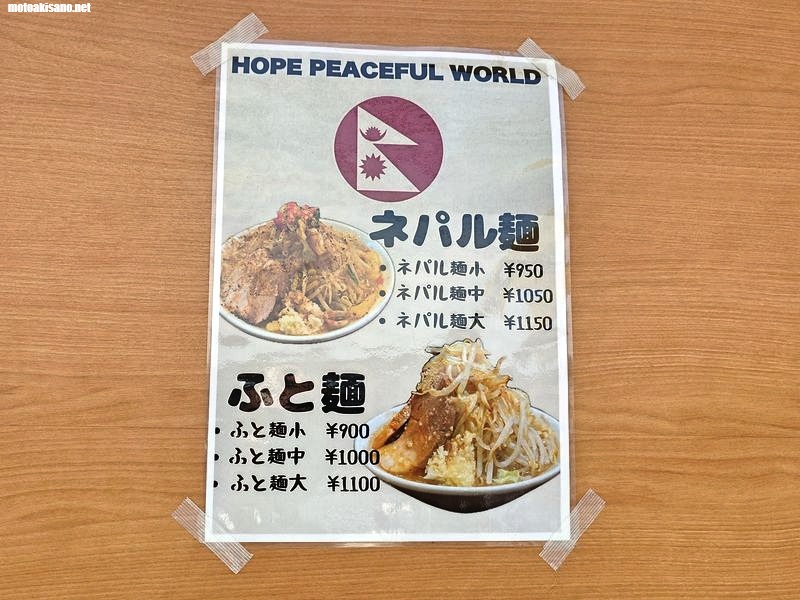 motoakisano.net
HOPE PEACEFUL WORLD
ネパル麺
・ネパル麺小 ¥950
・ネパル麺中 ¥1050
・ネパル麺大 ¥1150
ふと麺
・ふと麺小 ¥900
・ふと麺中 ¥1000
・ふと麺大 ¥1100